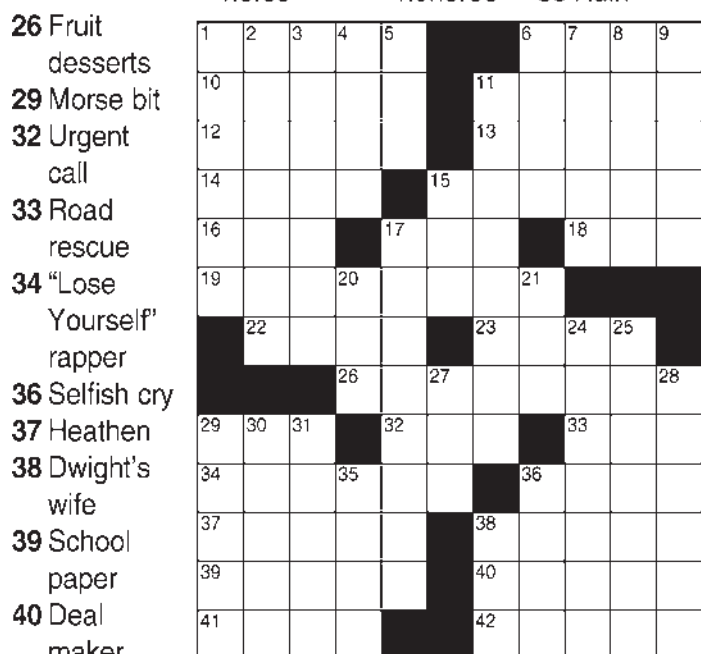 26 Fruit
desserts
29 Morse bit
32 Urgent
call
33 Road
rescue
34 “Lose
Yourself”
rapper
36 Selfish cry
37 Heathen
38 Dwight’s
wife
39 School
paper
40 Deal
maker
1 2 3 4 5 6 7 8 9
10 11
12 13
14 15
16 17 18
19 20 21
22 23 24 25
26 27 28
29 30 31 32 33
34 35 36
37 38
39 40
41 42